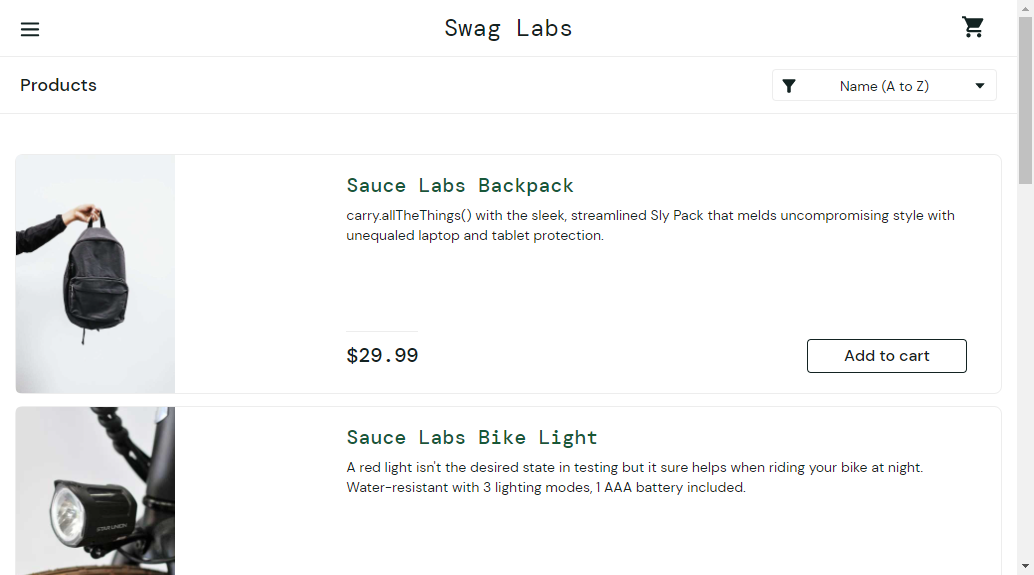 Swag Labs
Products
Name (A to Z)
Sauce Labs Backpack
carry.allTheThings() with the sleek, streamlined Sly Pack that melds uncompromising style with
unequaled laptop and tablet protection.
$29.99
Add to cart
Sauce Labs Bike Light
A red light isn't the desired state in testing but it sure helps when riding your bike at night.
Water-resistant with 3 lighting modes, 1 AAA battery included.